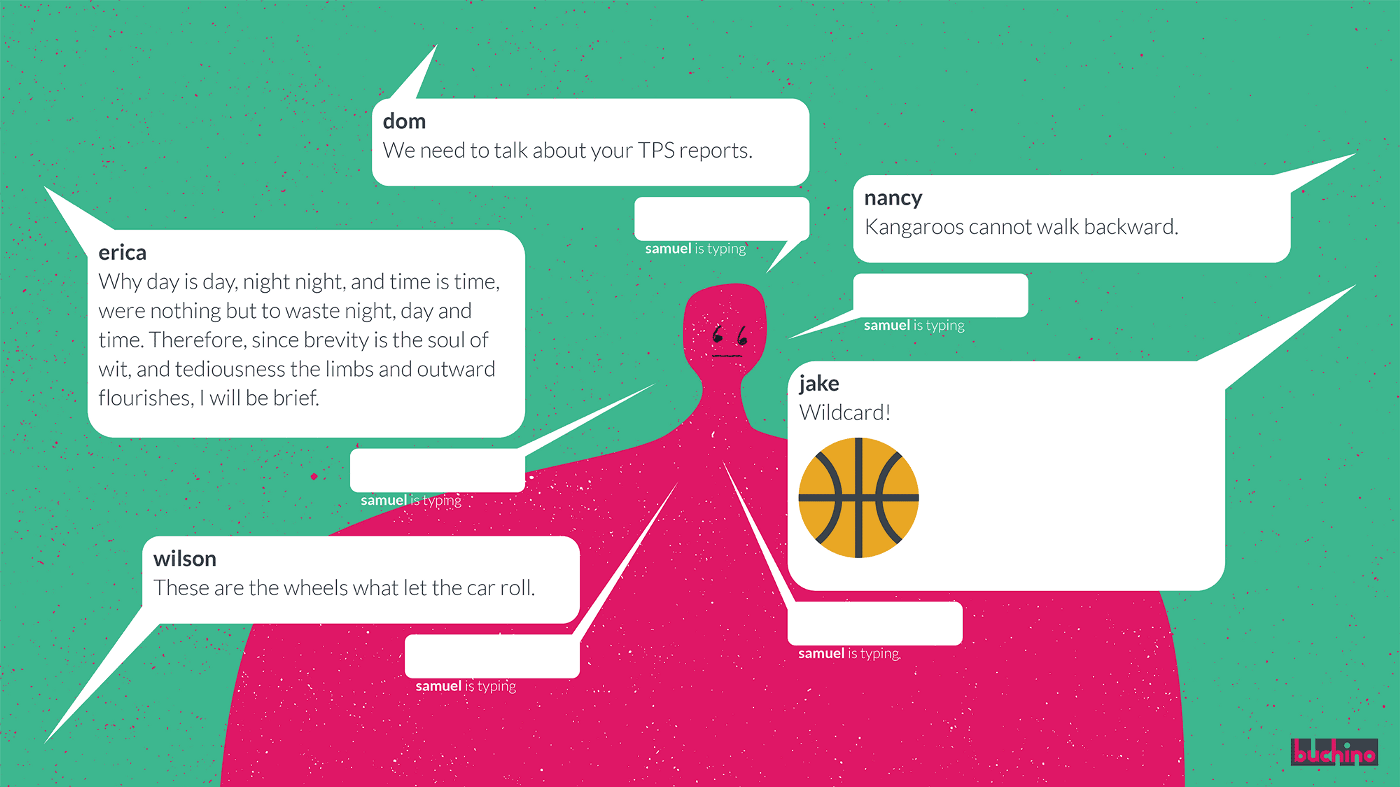 dom
We need to talk about your TPS reports.
samuel is typing
nancy
Kangaroos cannot walk backward.
samuel is typing
erica
Why day is day, night night, and time is time,
were nothing but to waste night, day and
time. Therefore, since brevity is the soul of
wit, and tediousness the limbs and outward
flourishes, I will be brief.
samuel is typing
jake
Wildcard!
samuel is typing
wilson
These are the wheels what let the car roll.
samuel is typing
buchino